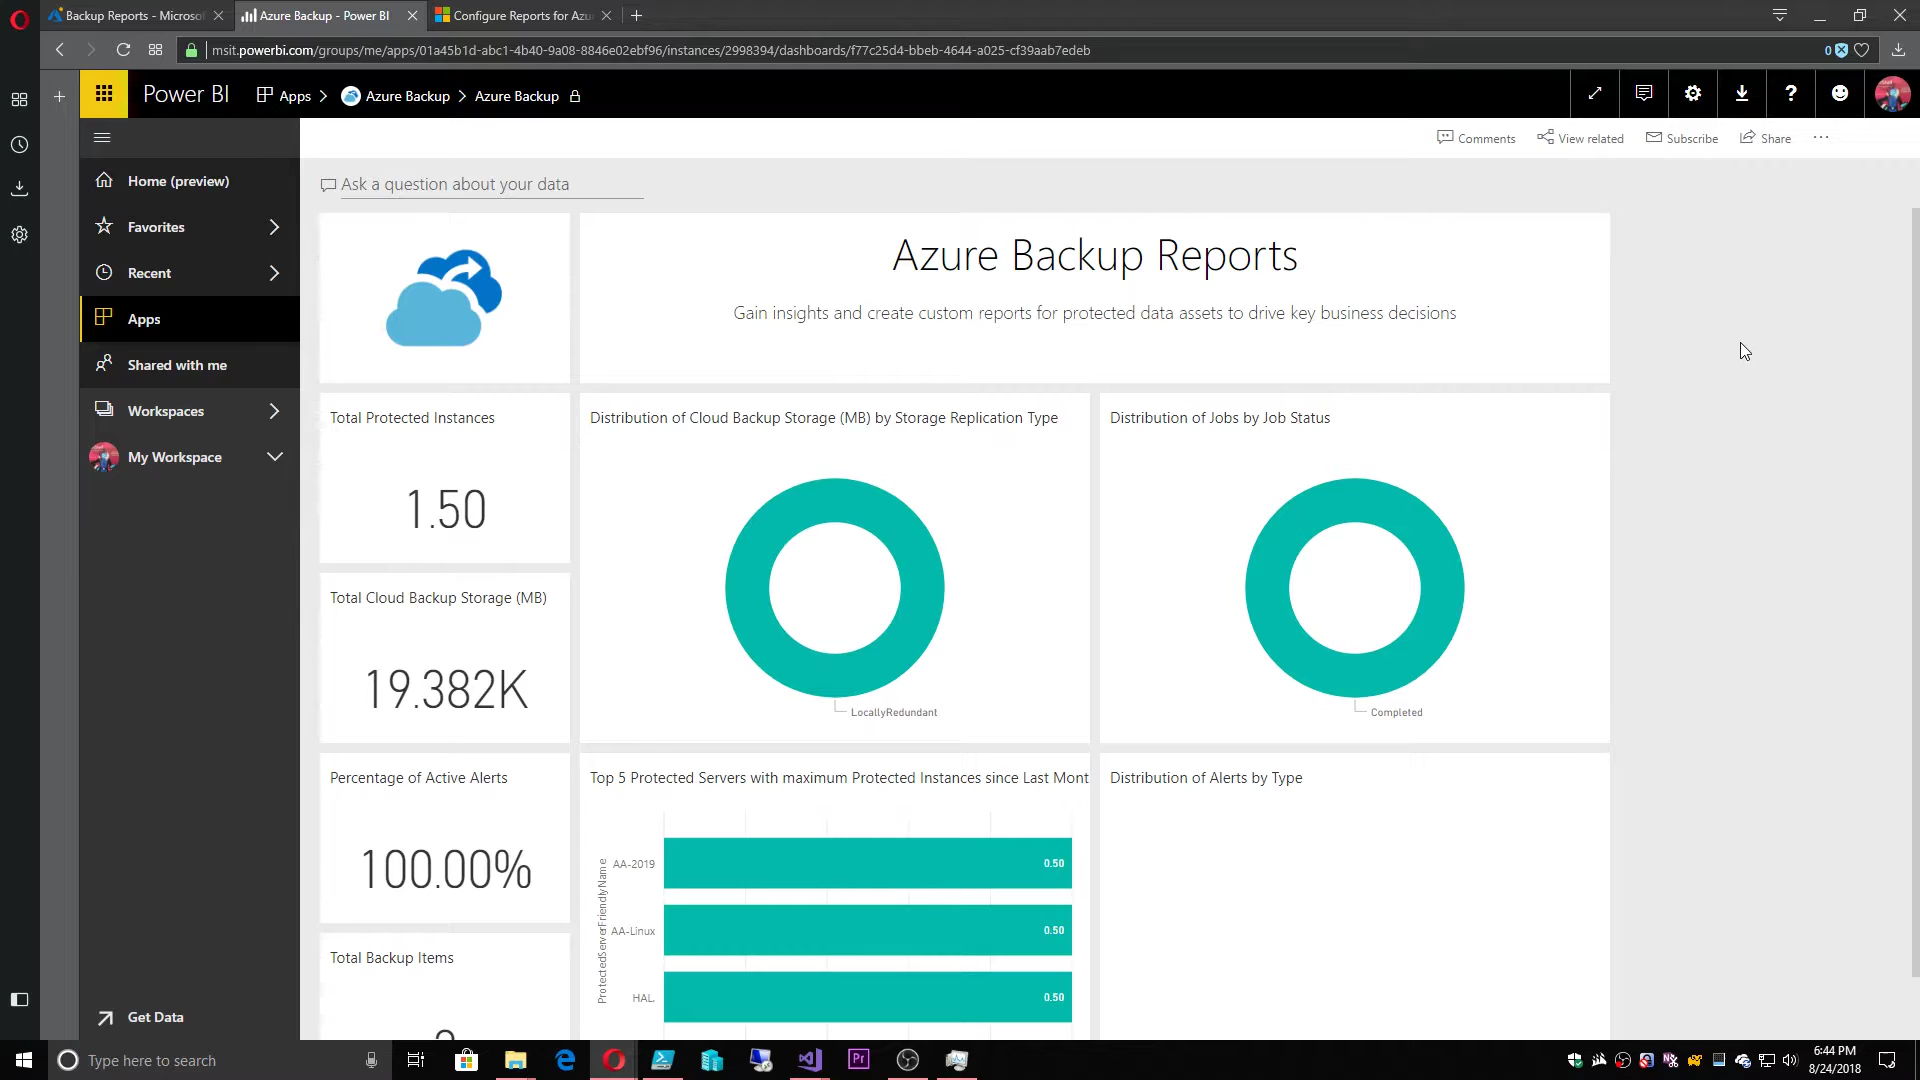 Backup Reports - Microsof
Azure Backup - Power BI
Configure Reports for Azu
msit.powerbi.com/groups/me/apps/01a45b1d-abc1-4b40-9a08-8846e02ebf96/instances/2998394/dashboards/f77c25d4-bbeb-4644-a025-cf39aab7edeb
0
Power BI
Apps
Azure Backup
Azure Backup
Comments
View related
Subscribe
Share
Home (preview)
Favorites
Recent
Apps
Shared with me
Workspaces
My Workspace
Get Data
Ask a question about your data
Azure Backup Reports
Gain insights and create custom reports for protected data assets to drive key business decisions
Total Protected Instances
1.50
Distribution of Cloud Backup Storage (MB) by Storage Replication Type
LocallyRedundant
Distribution of Jobs by Job Status
Completed
Total Cloud Backup Storage (MB)
19.382K
Percentage of Active Alerts
100.00%
Top 5 Protected Servers with maximum Protected Instances since Last Mont
ProtectedServerFriendlyName
AA-2019
0.50
AA-Linux
0.50
HAL.
0.50
Distribution of Alerts by Type
Total Backup Items
Type here to search
Pr
6:44 PM
8/24/2018